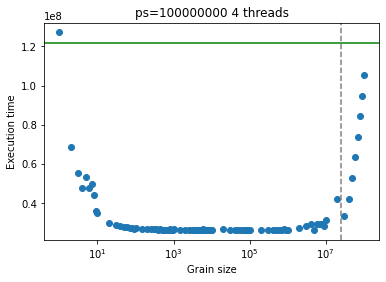 ps=100000000 4 threads
1e8
1.2
1.0
0.8
0.6
0.4
Execution time
10¹
10³
10⁵
10⁷
Grain size